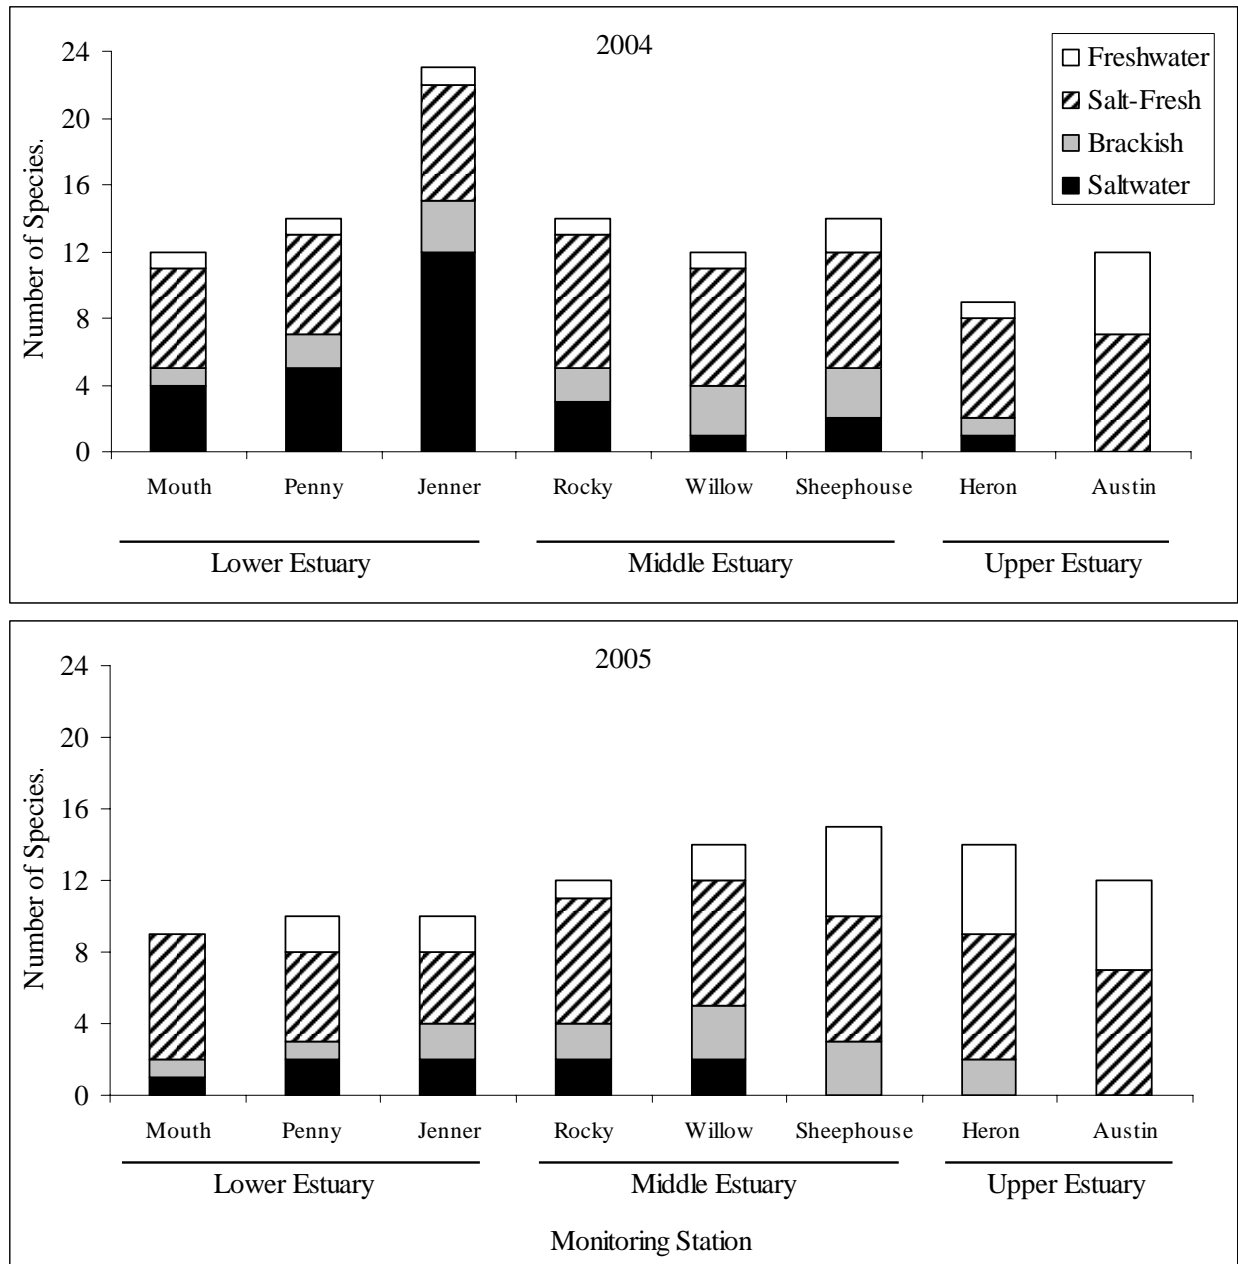 2004
Freshwater
Salt-Fresh
Brackish
Saltwater
Number of Species.
24
20
16
12
8
4
0
Mouth Penny Jenner Rocky Willow Sheephouse Heron Austin
Lower Estuary Middle Estuary Upper Estuary
2005
Number of Species.
24
20
16
12
8
4
0
Mouth Penny Jenner Rocky Willow Sheephouse Heron Austin
Lower Estuary Middle Estuary Upper Estuary
Monitoring Station